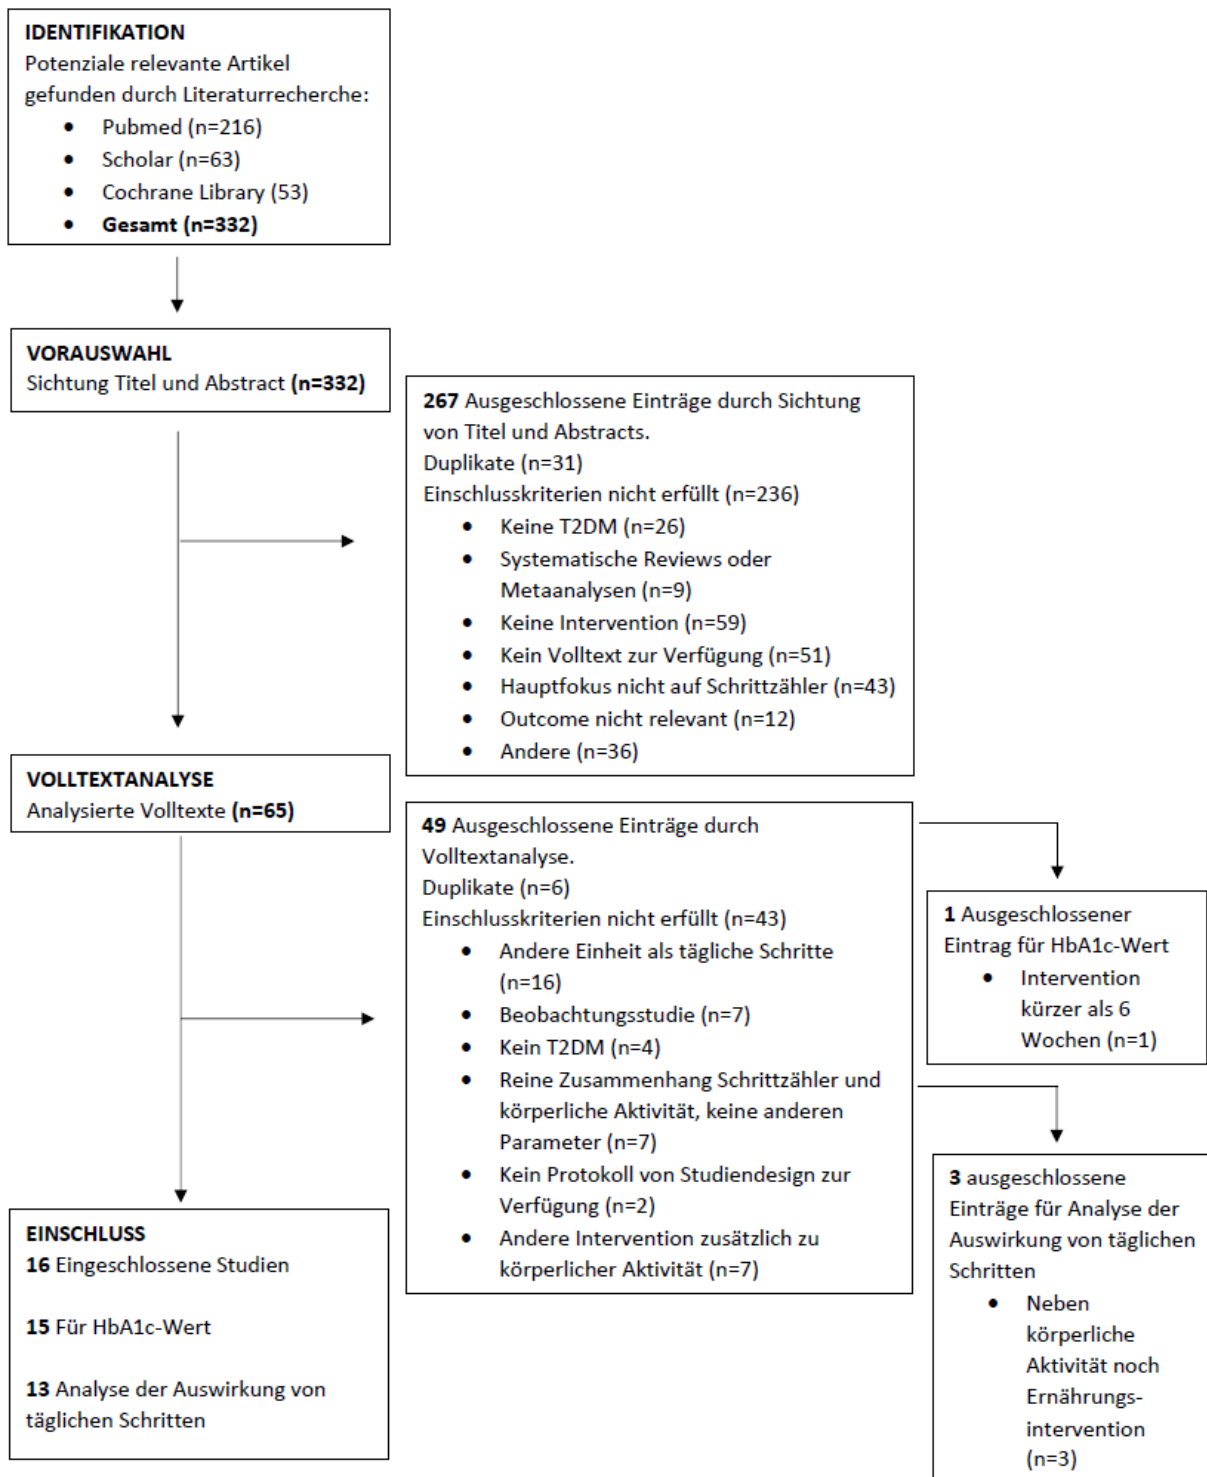 IDENTIFIKATION
Potenziale relevante Artikel
gefunden durch Literaturrecherche:
• Pubmed (n=216)
• Scholar (n=63)
• Cochrane Library (53)
• Gesamt (n=332)
VORAUSWAHL
Sichtung Titel und Abstract (n=332)
267 Ausgeschlossene Einträge durch Sichtung
von Titel und Abstracts.
Duplikate (n=31)
Einschlusskriterien nicht erfüllt (n=236)
• Keine T2DM (n=26)
• Systematische Reviews oder
Metaanalysen (n=9)
• Keine Intervention (n=59)
• Kein Volltext zur Verfügung (n=51)
• Hauptfokus nicht auf Schrittzähler (n=43)
• Outcome nicht relevant (n=12)
• Andere (n=36)
VOLLTEXTANALYSE
Analysierte Volltexte (n=65)
49 Ausgeschlossene Einträge durch
Volltextanalyse.
Duplikate (n=6)
Einschlusskriterien nicht erfüllt (n=43)
• Andere Einheit als tägliche Schritte
(n=16)
• Beobachtungsstudie (n=7)
• Kein T2DM (n=4)
• Reine Zusammenhang Schrittzähler und
körperliche Aktivität, keine anderen
Parameter (n=7)
• Kein Protokoll von Studiendesign zur
Verfügung (n=2)
• Andere Intervention zusätzlich zu
körperlicher Aktivität (n=7)
1 Ausgeschlossener
Eintrag für HbA1c-Wert
• Intervention
kürzer als 6
Wochen (n=1)
3 ausgeschlossene
Einträge für Analyse der
Auswirkung von täglichen
Schritten
• Neben
körperliche
Aktivität noch
Ernährungs-
intervention
(n=3)
EINSCHLUSS
16 Eingeschlossene Studien
15 Für HbA1c-Wert
13 Analyse der Auswirkung von
täglichen Schritten